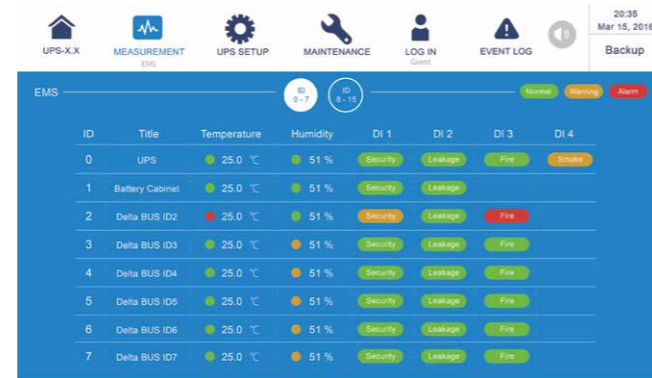 20:35
Mar 15, 2016
UPS-X.X MEASUREMENT UPS SETUP MAINTENANCE LOG IN EVENT LOG Backup
EMS Guest
EMS ID 0-7 ID 8-15 Normal Warning Alarm
ID Title Temperature Humidity DI 1 DI 2 DI 3 DI 4
0 UPS 25.0 ℃ 51 % Security Leakage Fire Smoke
1 Battery Cabinet 25.0 ℃ 51 % Security Leakage
2 Delta BUS ID2 25.0 ℃ 51 % Security Leakage Fire
3 Delta BUS ID3 25.0 ℃ 51 % Security Leakage Fire
4 Delta BUS ID4 25.0 ℃ 51 % Security Leakage Fire
5 Delta BUS ID5 25.0 ℃ 51 % Security Leakage Fire
6 Delta BUS ID6 25.0 ℃ 51 % Security Leakage Fire
7 Delta BUS ID7 25.0 ℃ 51 % Security Leakage Fire